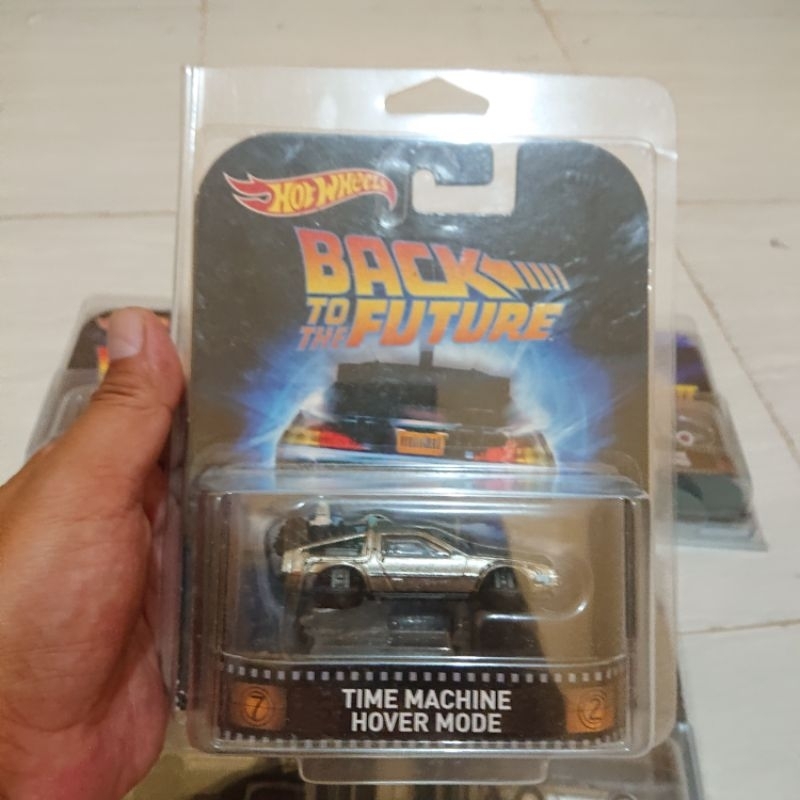 HOT WHEELS
BACK
TO
THE FUTURE
TIME MACHINE
HOVER MODE
7
2